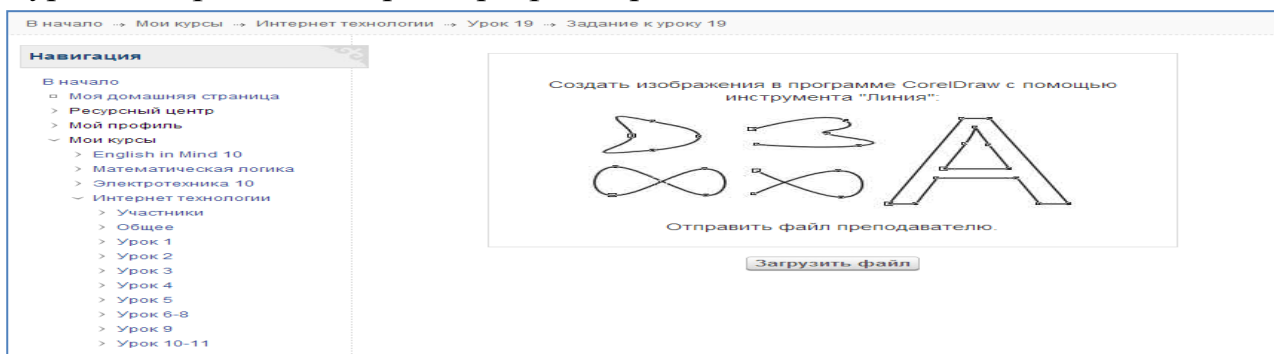 В начало → Мои курсы → Интернет технологии → Урок 19 → Задание к уроку 19
Навигация
В начало
Моя домашняя страница
Ресурсный центр
Мой профиль
Мои курсы
English in Mind 10
Математическая логика
Электротехника 10
Интернет технологии
Участники
Общее
Урок 1
Урок 2
Урок 3
Урок 4
Урок 5
Урок 6-8
Урок 9
Урок 10-11
Создать изображения в программе CorelDraw с помощью
инструмента "Линия":
Отправить файл преподавателю.
Загрузить файл